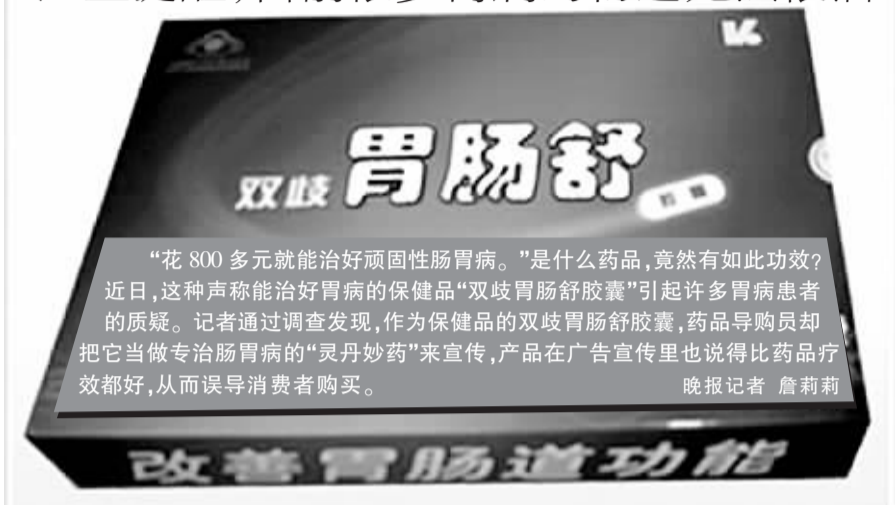 双歧 胃肠舒
胶囊
“花 800 多元就能治好顽固性肠胃病。”是什么药品,竟然有如此功效?
近日,这种声称能治好胃病的保健品“双歧胃肠舒胶囊”引起许多胃病患者
的质疑。记者通过调查发现,作为保健品的双歧胃肠舒胶囊,药品导购员却
把它当做专治肠胃病的“灵丹妙药”来宣传,产品在广告宣传里也说得比药品疗
效都好,从而误导消费者购买。 晚报记者 詹莉莉
改善胃肠道功能